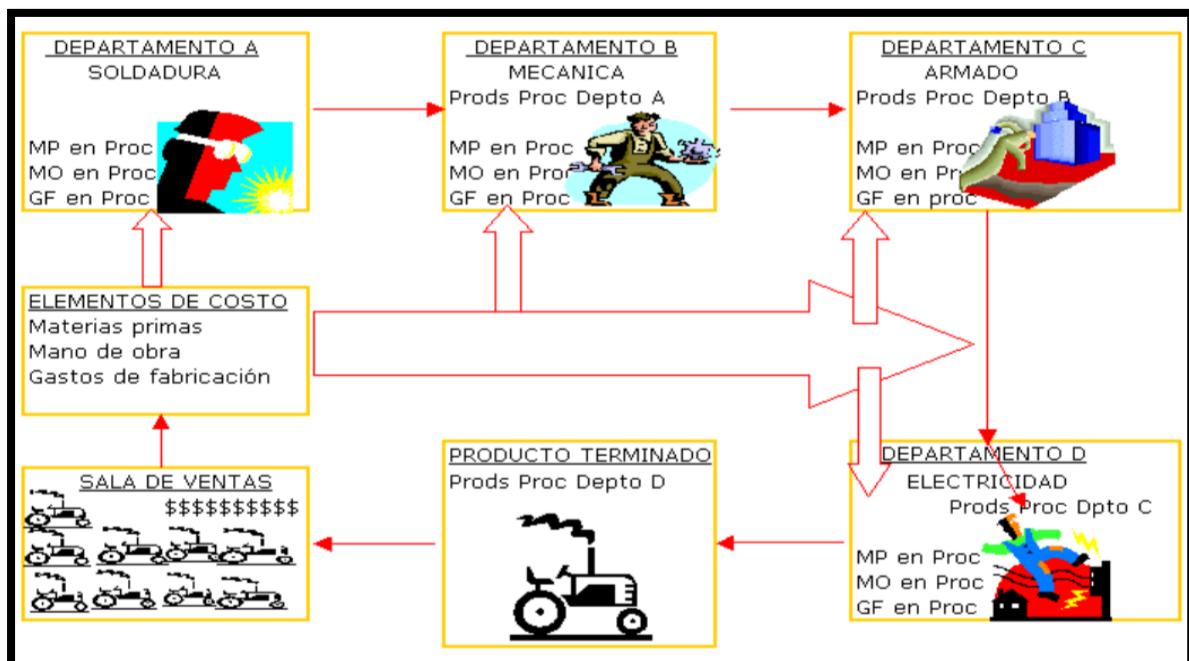 DEPARTAMENTO A
SOLDADURA
MP en Proc
MO en Proc
GF en Proc
DEPARTAMENTO B
MECANICA
Prods Proc Depto A
MP en Proc
MO en Proc
GF en Proc
DEPARTAMENTO C
ARMADO
Prods Proc Depto B
MP en Proc
MO en Proc
GF en proc
ELEMENTOS DE COSTO
Materias primas
Mano de obra
Gastos de fabricación
SALA DE VENTAS
$$$$$$$$$$
PRODUCTO TERMINADO
Prods Proc Depto D
DEPARTAMENTO D
ELECTRICIDAD
Prods Proc Dpto C
MP en Proc
MO en Proc
GF en Proc